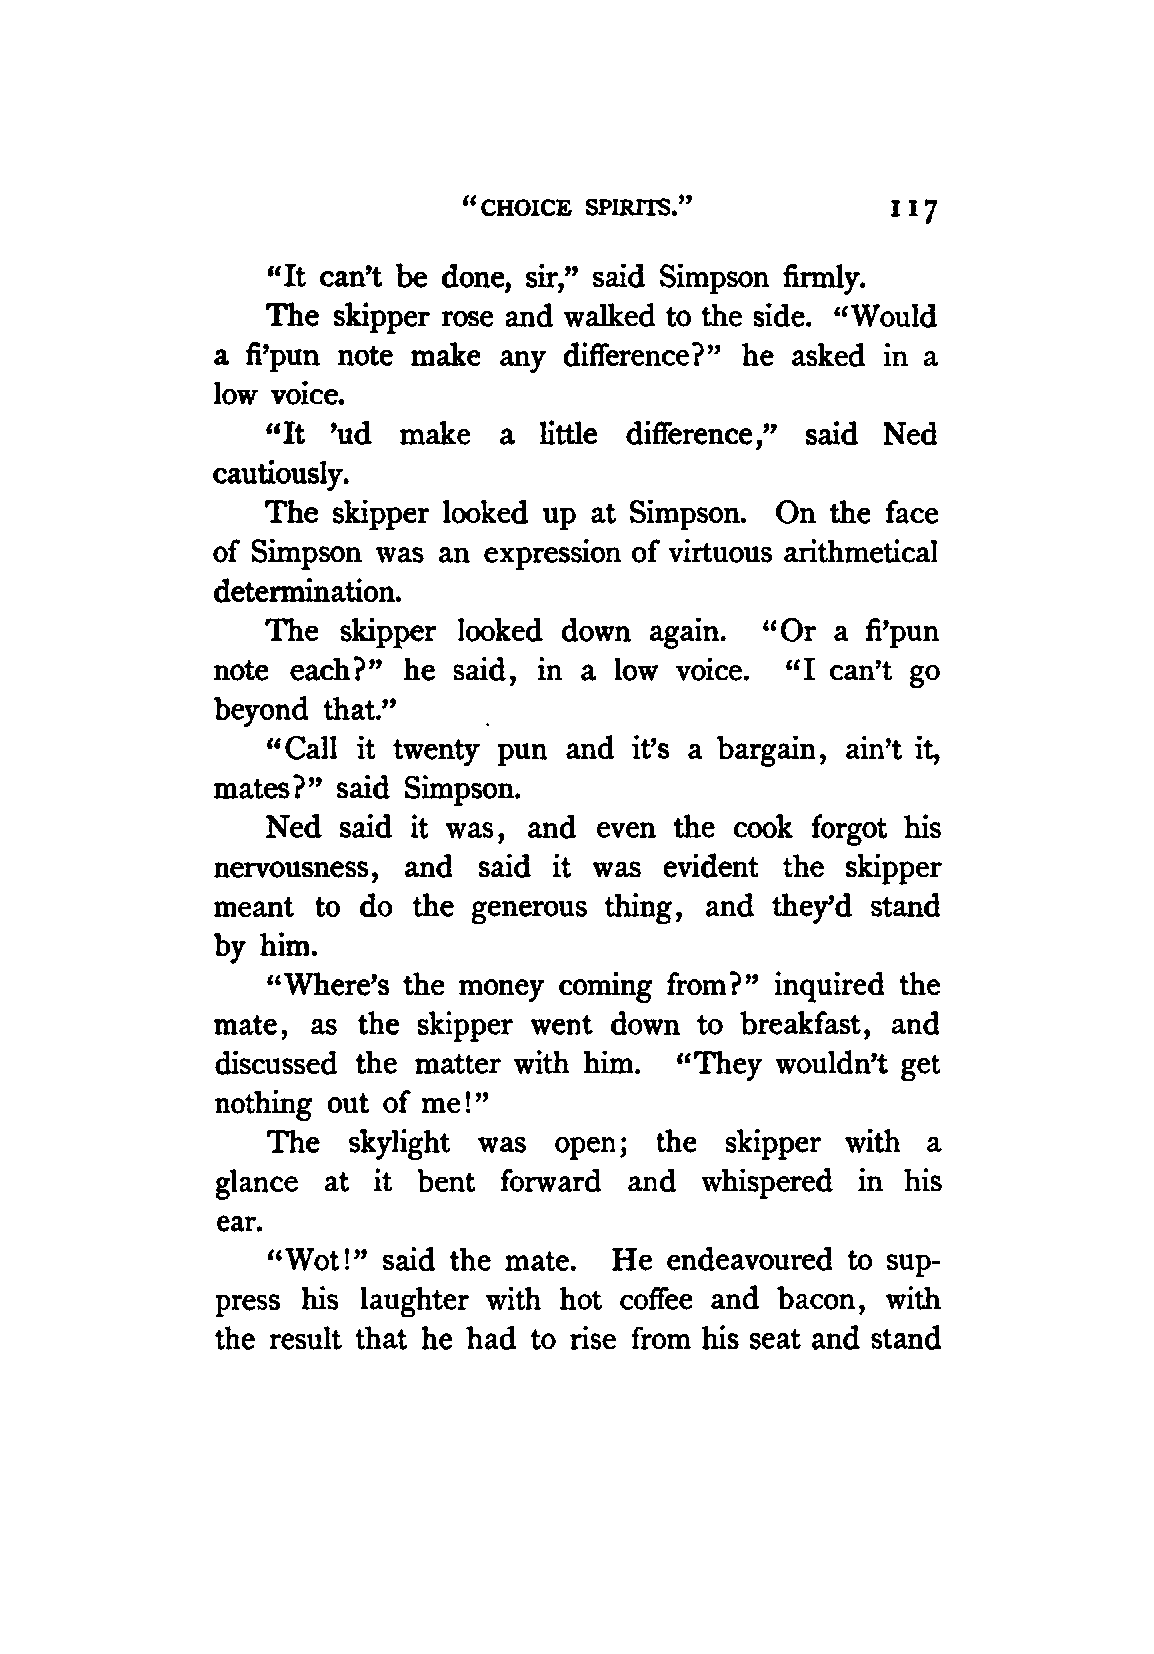 "CHOICE SPIRITS." 117
"It can't be done, sir," said Simpson firmly.
The skipper rose and walked to the side. "Would
a fi'pun note make any difference?" he asked in a
low voice.
"It 'ud make a little difference," said Ned
cautiously.
The skipper looked up at Simpson. On the face
of Simpson was an expression of virtuous arithmetical
determination.
The skipper looked down again. "Or a fi'pun
note each?" he said, in a low voice. "I can't go
beyond that."
"Call it twenty pun and it's a bargain, ain't it,
mates?" said Simpson.
Ned said it was, and even the cook forgot his
nervousness, and said it was evident the skipper
meant to do the generous thing, and they'd stand
by him.
"Where's the money coming from?" inquired the
mate, as the skipper went down to breakfast, and
discussed the matter with him. "They wouldn't get
nothing out of me!"
The skylight was open; the skipper with a
glance at it bent forward and whispered in his
ear.
"Wot!" said the mate. He endeavoured to sup-
press his laughter with hot coffee and bacon, with
the result that he had to rise from his seat and stand